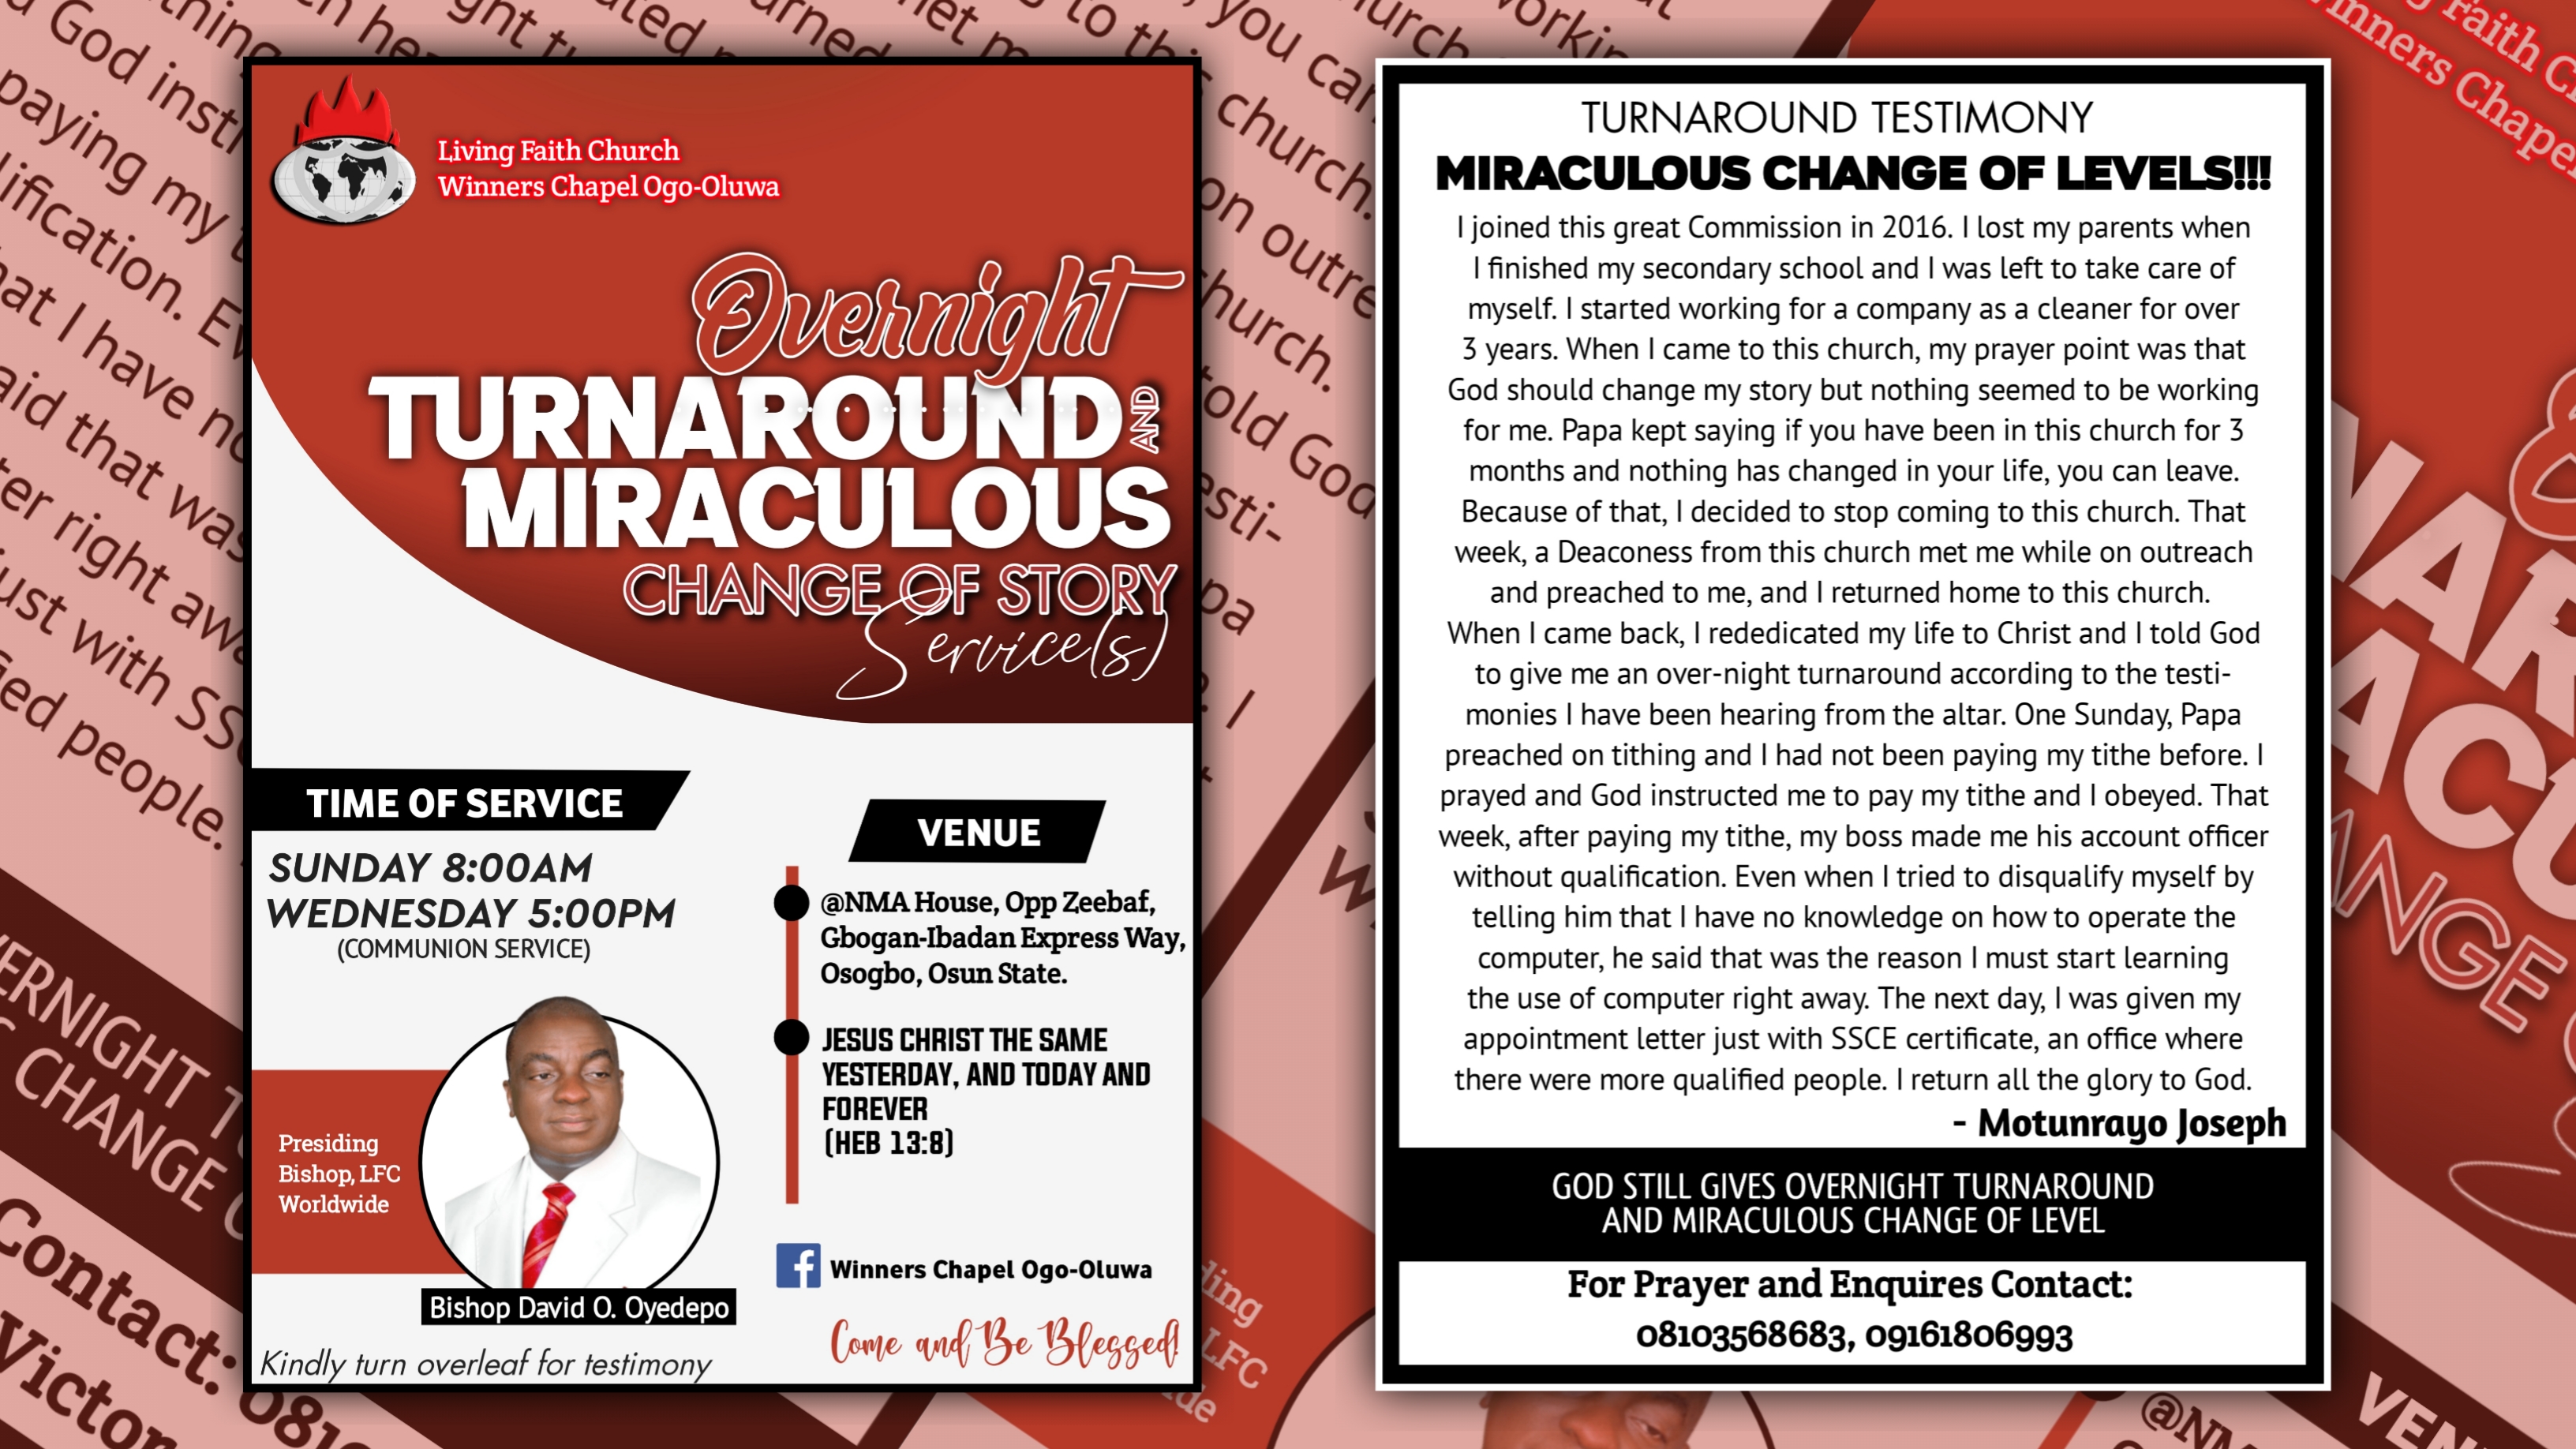 Living Faith Church
Winners Chapel Ogo-Oluwa
Overnight
TURNAROUND AND
MIRACULOUS
CHANGE OF STORY
Service(s)
TIME OF SERVICE
SUNDAY 8:00AM
WEDNESDAY 5:00PM
(COMMUNION SERVICE)
Presiding
Bishop, LFC
Worldwide
Bishop David O. Oyedepo
Kindly turn overleaf for testimony
VENUE
@NMA House, Opp Zeebaf,
Gbogan-Ibadan Express Way,
Osogbo, Osun State.
JESUS CHRIST THE SAME
YESTERDAY, AND TODAY AND
FOREVER
(HEB 13:8)
Winners Chapel Ogo-Oluwa
Come and Be Blessed!
TURNAROUND TESTIMONY
MIRACULOUS CHANGE OF LEVELS!!!
I joined this great Commission in 2016. I lost my parents when
I finished my secondary school and I was left to take care of
myself. I started working for a company as a cleaner for over
3 years. When I came to this church, my prayer point was that
God should change my story but nothing seemed to be working
for me. Papa kept saying if you have been in this church for 3
months and nothing has changed in your life, you can leave.
Because of that, I decided to stop coming to this church. That
week, a Deaconess from this church met me while on outreach
and preached to me, and I returned home to this church.
When I came back, I rededicated my life to Christ and I told God
to give me an over-night turnaround according to the testi-
monies I have been hearing from the altar. One Sunday, Papa
preached on tithing and I had not been paying my tithe before. I
prayed and God instructed me to pay my tithe and I obeyed. That
week, after paying my tithe, my boss made me his account officer
without qualification. Even when I tried to disqualify myself by
telling him that I have no knowledge on how to operate the
computer, he said that was the reason I must start learning
the use of computer right away. The next day, I was given my
appointment letter just with SSCE certificate, an office where
there were more qualified people. I return all the glory to God.
- Motunrayo Joseph
GOD STILL GIVES OVERNIGHT TURNAROUND
AND MIRACULOUS CHANGE OF LEVEL
For Prayer and Enquires Contact:
08103568683, 09161806993